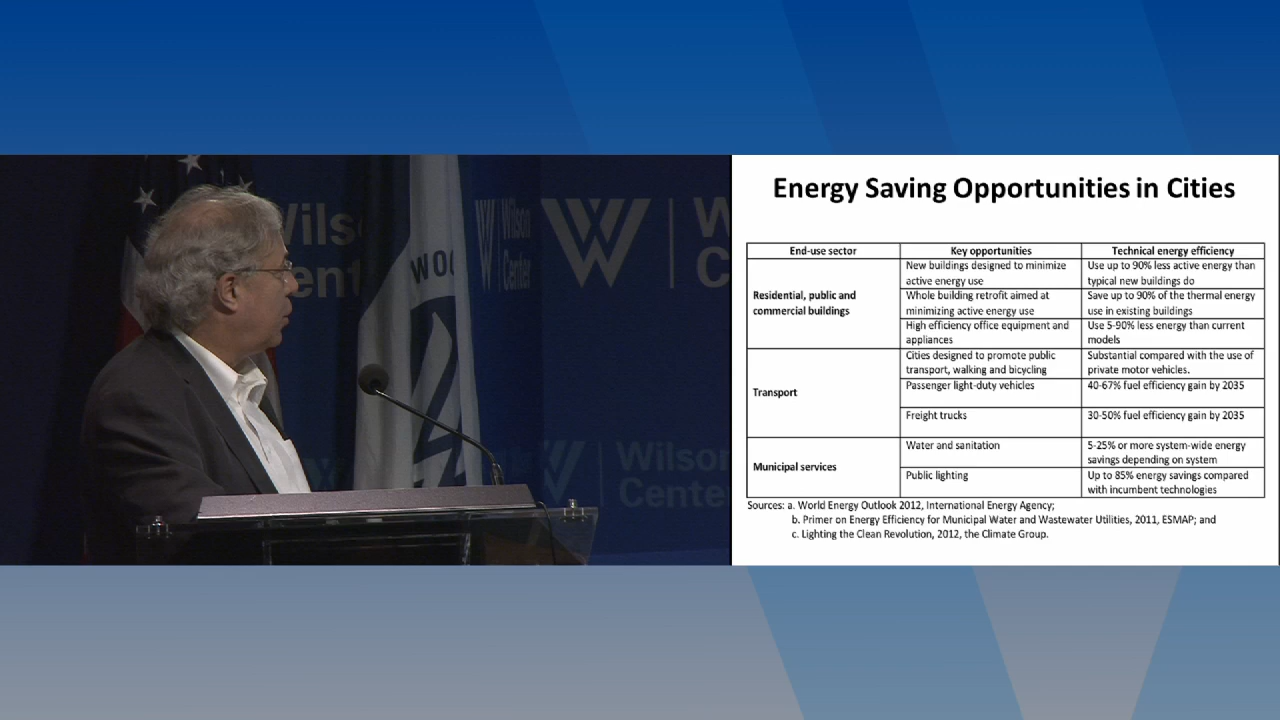 Wils
Cent
WOO
Wilson
Center
W
C
Wilson
Center
Energy Saving Opportunities in Cities
End-use sector
Key opportunities
Technical energy efficiency
Residential, public and
commercial buildings
New buildings designed to minimize
active energy use
Use up to 90% less active energy than
typical new buildings do
Whole building retrofit aimed at
minimizing active energy use
Save up to 90% of the thermal energy
use in existing buildings
High efficiency office equipment and
appliances
Use 5-90% less energy than current
models
Transport
Cities designed to promote public
transport, walking and bicycling
Substantial compared with the use of
private motor vehicles.
Passenger light-duty vehicles
40-67% fuel efficiency gain by 2035
Freight trucks
30-50% fuel efficiency gain by 2035
Municipal services
Water and sanitation
5-25% or more system-wide energy
savings depending on system
Public lighting
Up to 85% energy savings compared
with incumbent technologies
Sources: a. World Energy Outlook 2012, International Energy Agency;
b. Primer on Energy Efficiency for Municipal Water and Wastewater Utilities, 2011, ESMAP; and
c. Lighting the Clean Revolution, 2012, the Climate Group.